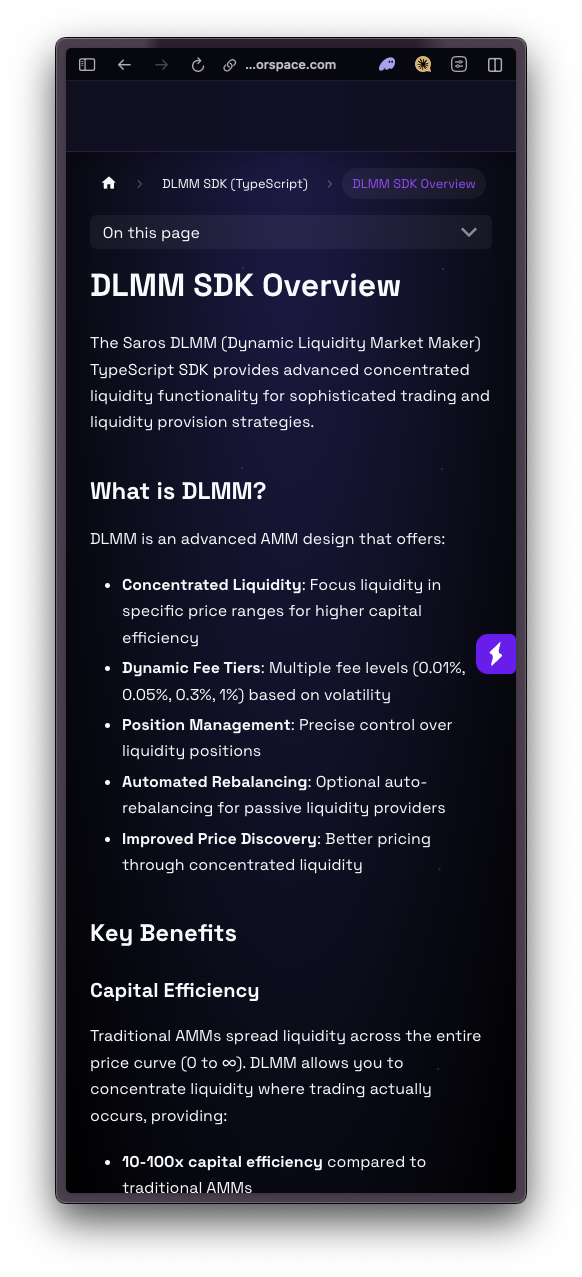 ...orspace.com
DLMM SDK (TypeScript)
DLMM SDK Overview
On this page
DLMM SDK Overview
The Saros DLMM (Dynamic Liquidity Market Maker)
TypeScript SDK provides advanced concentrated
liquidity functionality for sophisticated trading and
liquidity provision strategies.
What is DLMM?
DLMM is an advanced AMM design that offers:
• Concentrated Liquidity: Focus liquidity in
specific price ranges for higher capital
efficiency
• Dynamic Fee Tiers: Multiple fee levels (0.01%,
0.05%, 0.3%, 1%) based on volatility
• Position Management: Precise control over
liquidity positions
• Automated Rebalancing: Optional auto-
rebalancing for passive liquidity providers
• Improved Price Discovery: Better pricing
through concentrated liquidity
Key Benefits
Capital Efficiency
Traditional AMMs spread liquidity across the entire
price curve (0 to ∞). DLMM allows you to
concentrate liquidity where trading actually
occurs, providing:
• 10-100x capital efficiency compared to
traditional AMMs